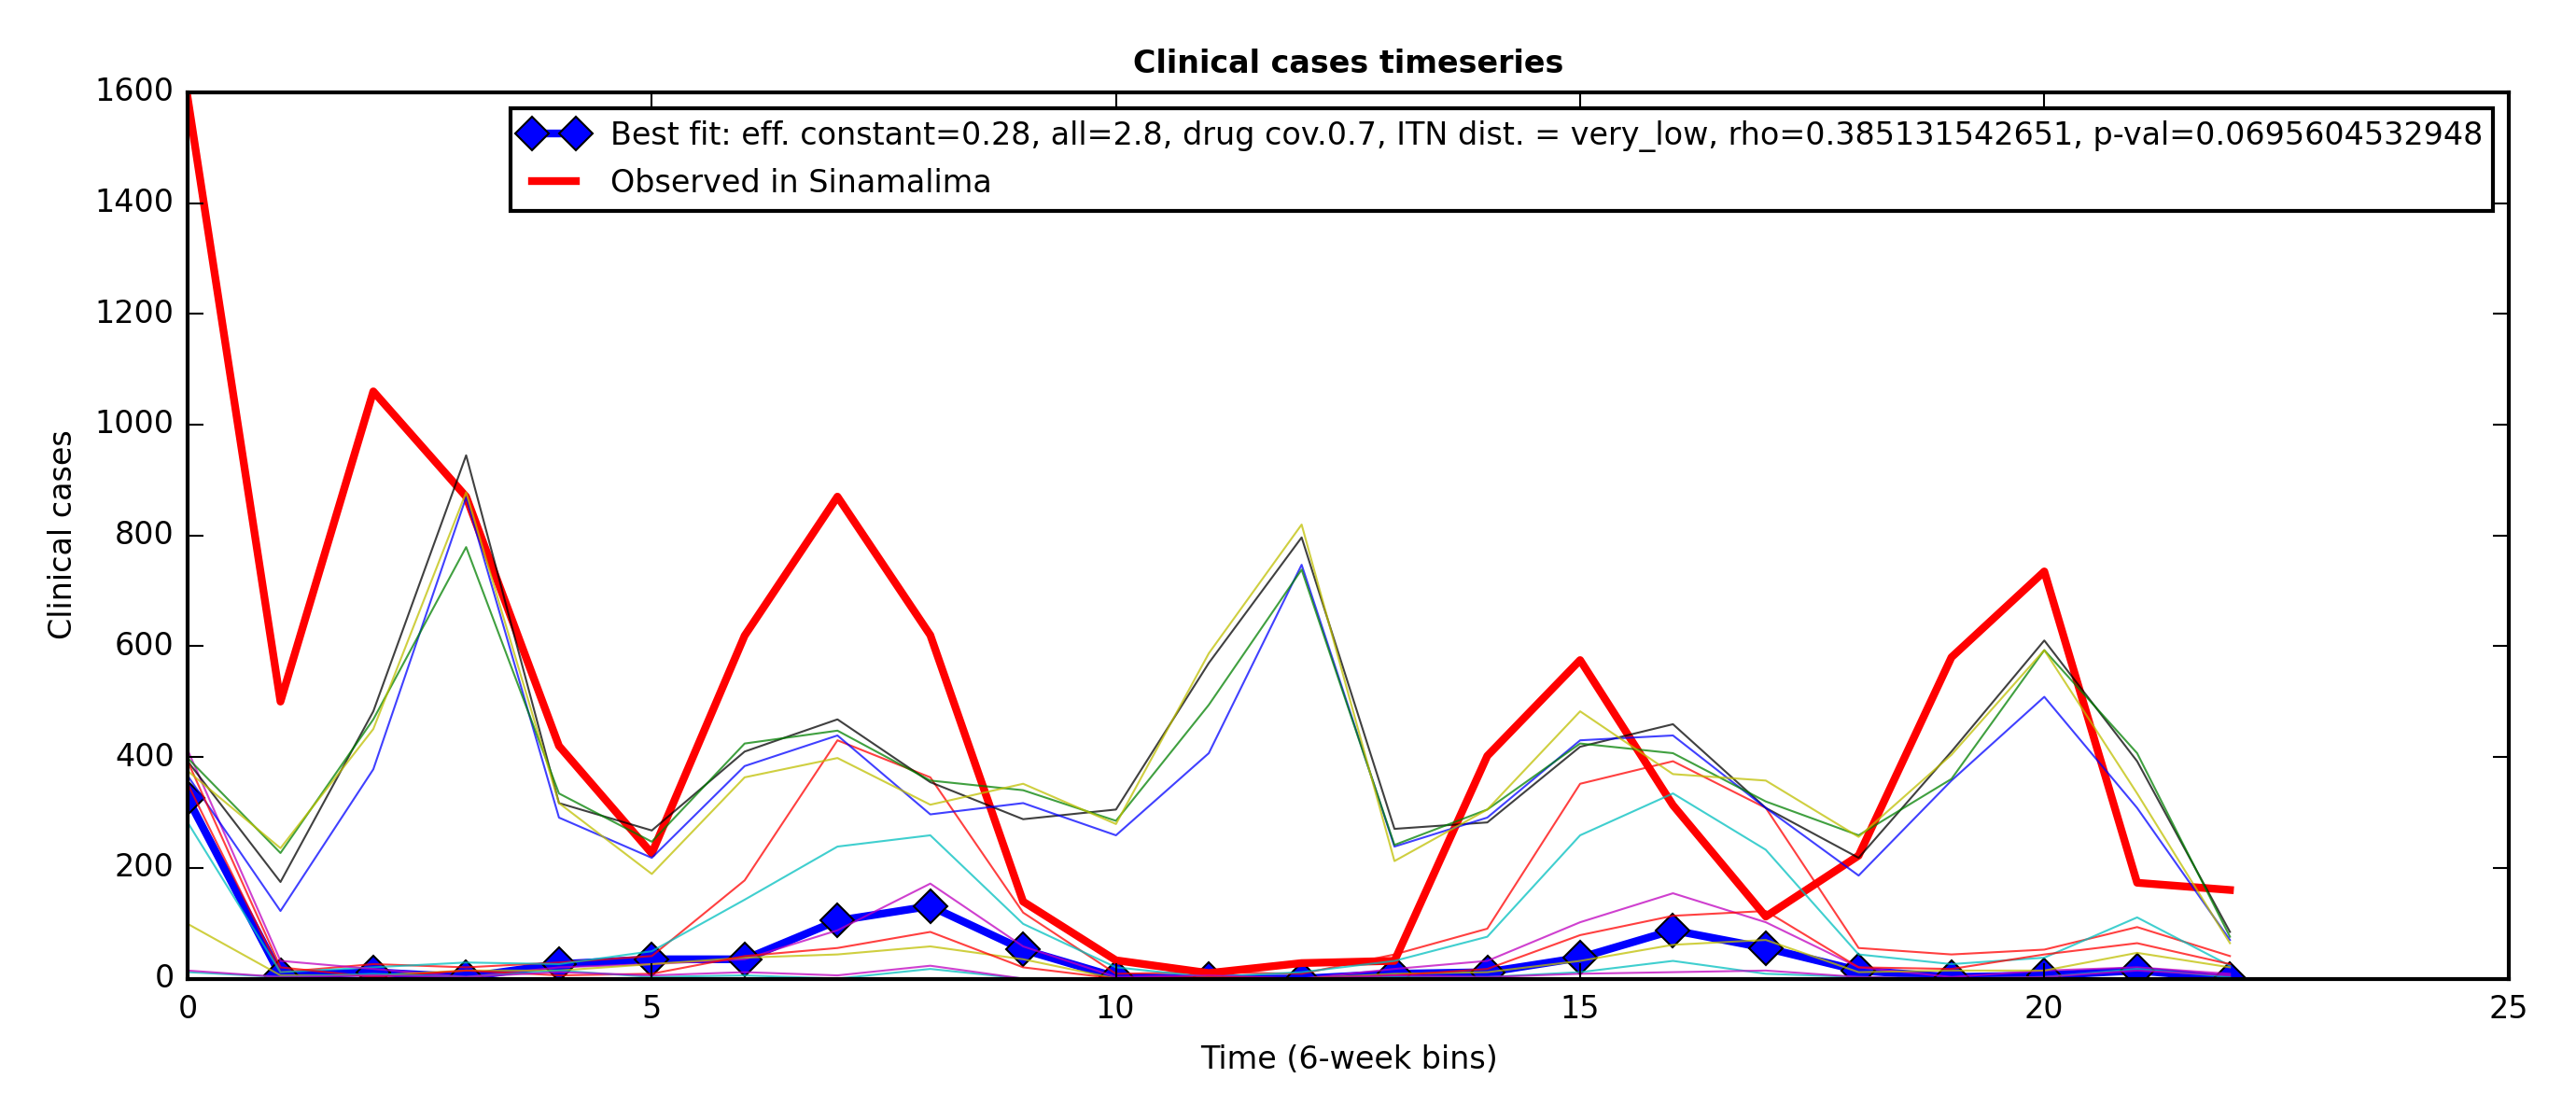 Clinical cases timeseries
1600
1400
1200
1000
800
600
400
200
0
Clinical cases
Best fit: eff. constant=0.28, all=2.8, drug cov.0.7, ITN dist. = very_low, rho=0.385131542651, p-val=0.0695604532948
Observed in Sinamalima
0 5 10 15 20 25
Time (6-week bins)